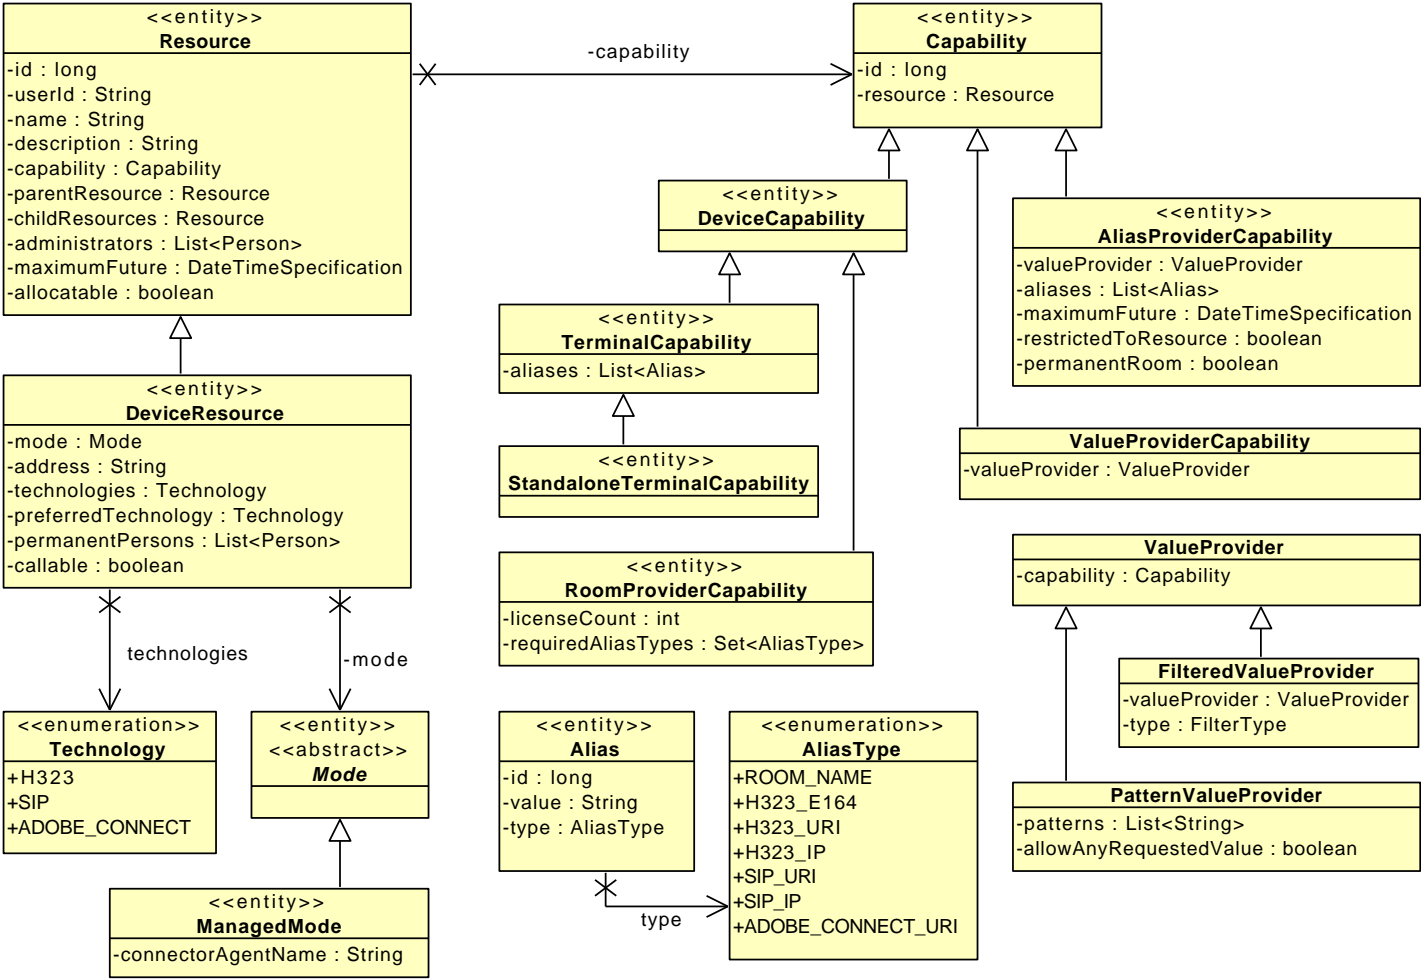 <<entity>>
Resource
-id : long
-userId : String
-name : String
-description : String
-capability : Capability
-parentResource : Resource
-childResources : Resource
-administrators : List<Person>
-maximumFuture : DateTimeSpecification
-allocatable : boolean
-capability
<<entity>>
Capability
-id : long
-resource : Resource
<<entity>>
DeviceCapability
<<entity>>
AliasProviderCapability
-valueProvider : ValueProvider
-aliases : List<Alias>
-maximumFuture : DateTimeSpecification
-restrictedToResource : boolean
-permanentRoom : boolean
<<entity>>
TerminalCapability
-aliases : List<Alias>
<<entity>>
DeviceResource
-mode : Mode
-address : String
-technologies : Technology
-preferredTechnology : Technology
-permanentPersons : List<Person>
-callable : boolean
<<entity>>
StandaloneTerminalCapability
ValueProviderCapability
-valueProvider : ValueProvider
<<entity>>
RoomProviderCapability
-licenseCount : int
-requiredAliasTypes : Set<AliasType>
ValueProvider
-capability : Capability
technologies
-mode
FilteredValueProvider
-valueProvider : ValueProvider
-type : FilterType
<<enumeration>>
Technology
+H323
+SIP
+ADOBE_CONNECT
<<entity>>
<<abstract>>
Mode
<<entity>>
Alias
-id : long
-value : String
-type : AliasType
<<enumeration>>
AliasType
+ROOM_NAME
+H323_E164
+H323_URI
+H323_IP
+SIP_URI
+SIP_IP
+ADOBE_CONNECT_URI
PatternValueProvider
-patterns : List<String>
-allowAnyRequestedValue : boolean
<<entity>>
ManagedMode
-connectorAgentName : String
type